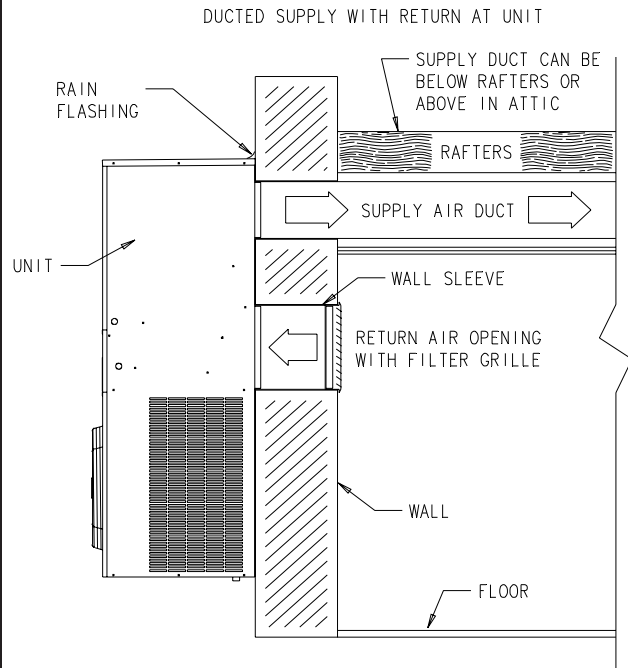 DUCTED SUPPLY WITH RETURN AT UNIT
SUPPLY DUCT CAN BE
BELOW RAFTERS OR
ABOVE IN ATTIC
RAIN
FLASHING
RAFTERS
SUPPLY AIR DUCT
UNIT
WALL SLEEVE
RETURN AIR OPENING
WITH FILTER GRILLE
WALL
FLOOR